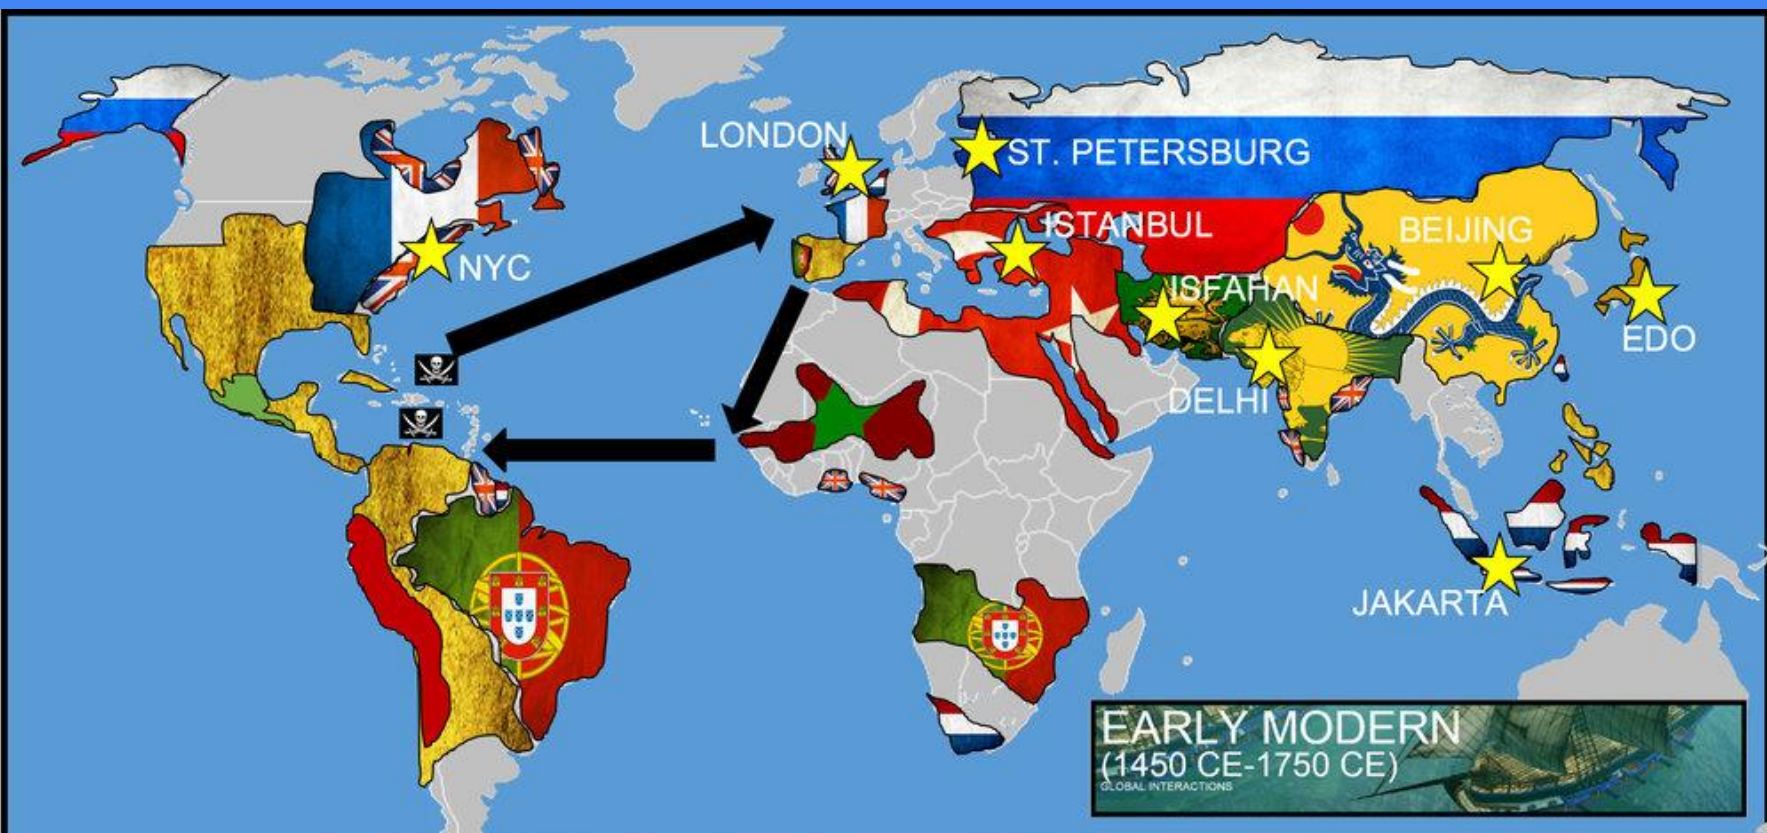 LONDON
ST. PETERSBURG
ISTANBUL
BEIJING
NYC
ISFAHAN
EDO
DELHI
JAKARTA
EARLY MODERN
(1450 CE-1750 CE)
GLOBAL INTERACTIONS